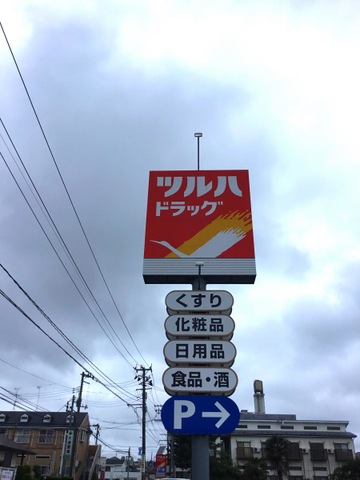 ツルハ
ドラッグ
くすり
化粧品
日用品
食品・酒
P→